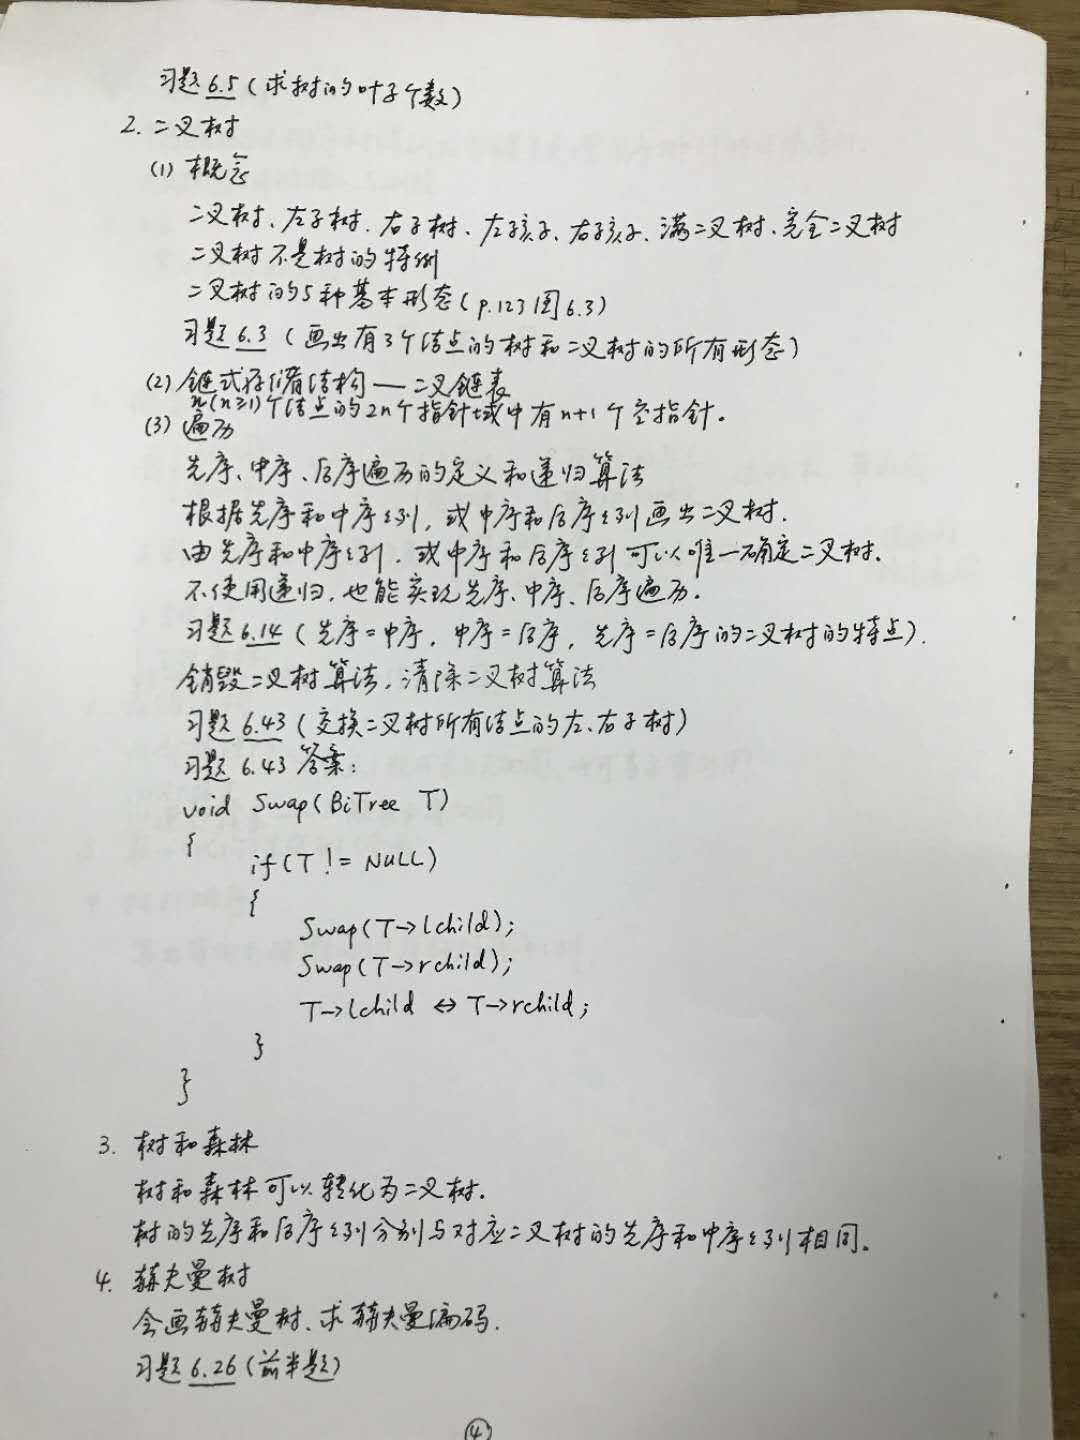 习题6.5(求树的叶子个数)
2.二叉树
(1)概念
二叉树、左子树、右子树、左孩子、右孩子、满二叉树、完全二叉树
二叉树不是树的特例
二叉树的5种基本形态(p.123图6.3)
习题6.3(画出有3个结点的树和二叉树的所有形态)
(2)链式存储结构——二叉链表
n(n≥1)个结点的2n个指针域中有n+1个空指针。
(3)遍历
先序、中序、后序遍历的定义和递归算法
根据先序和中序序列,或中序和后序序列画出二叉树.
由先序和中序序列.或中序和后序序列可以唯一确定二叉树.
不使用递归,也能实现先序、中序、后序遍历.
习题6.14(先序=中序,中序=后序,先序=后序的二叉树的特点).
销毁二叉树算法,清除二叉树算法
习题6.43(交换二叉树所有结点的左、右子树)
习题6.43答案:
void Swap(BiTree T)
{
if(T != NULL)
{
Swap(T→lchild);
Swap(T→rchild);
T→lchild ↔ T→rchild;
}
}
3.树和森林
树和森林可以转化为二叉树.
树的先序和后序序列分别与对应二叉树的先序和中序序列相同。
4.赫夫曼树
会画赫夫曼树、求赫夫曼编码.
习题6.26(前半题)
④